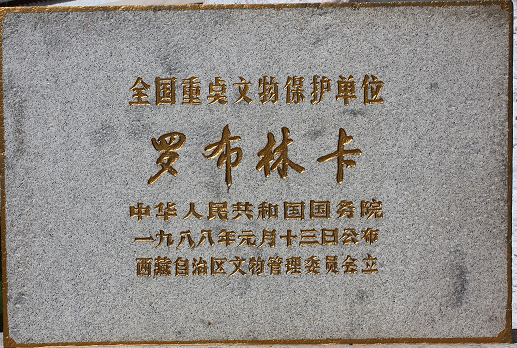 全国重点文物保护单位
罗布林卡
中华人民共和国国务院
一九八八年元月十三日公布
西藏自治区文物管理委员会立